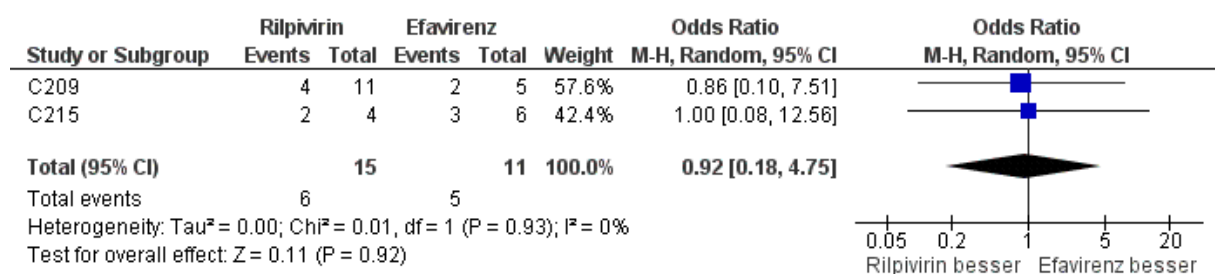 Rilpivirin Efavirenz Odds Ratio Odds Ratio
Study or Subgroup Events Total Events Total Weight M-H, Random, 95% CI M-H, Random, 95% CI
C209 4 11 2 5 57.6% 0.86 [0.10, 7.51]
C215 2 4 3 6 42.4% 1.00 [0.08, 12.56]
Total (95% CI) 15 11 100.0% 0.92 [0.18, 4.75]
Total events 6 5
Heterogeneity: Tau² = 0.00; Chi² = 0.01, df = 1 (P = 0.93); I² = 0%
Test for overall effect: Z = 0.11 (P = 0.92)
0.05 0.2 1 5 20
Rilpivirin besser Efavirenz besser